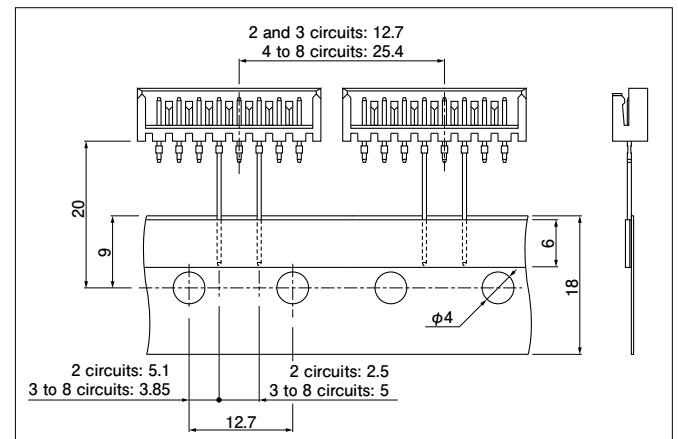 2 and 3 circuits: 12.7
4 to 8 circuits: 25.4
20
9
6
18
φ4
2 circuits: 5.1
3 to 8 circuits: 3.85
2 circuits: 2.5
3 to 8 circuits: 5
12.7